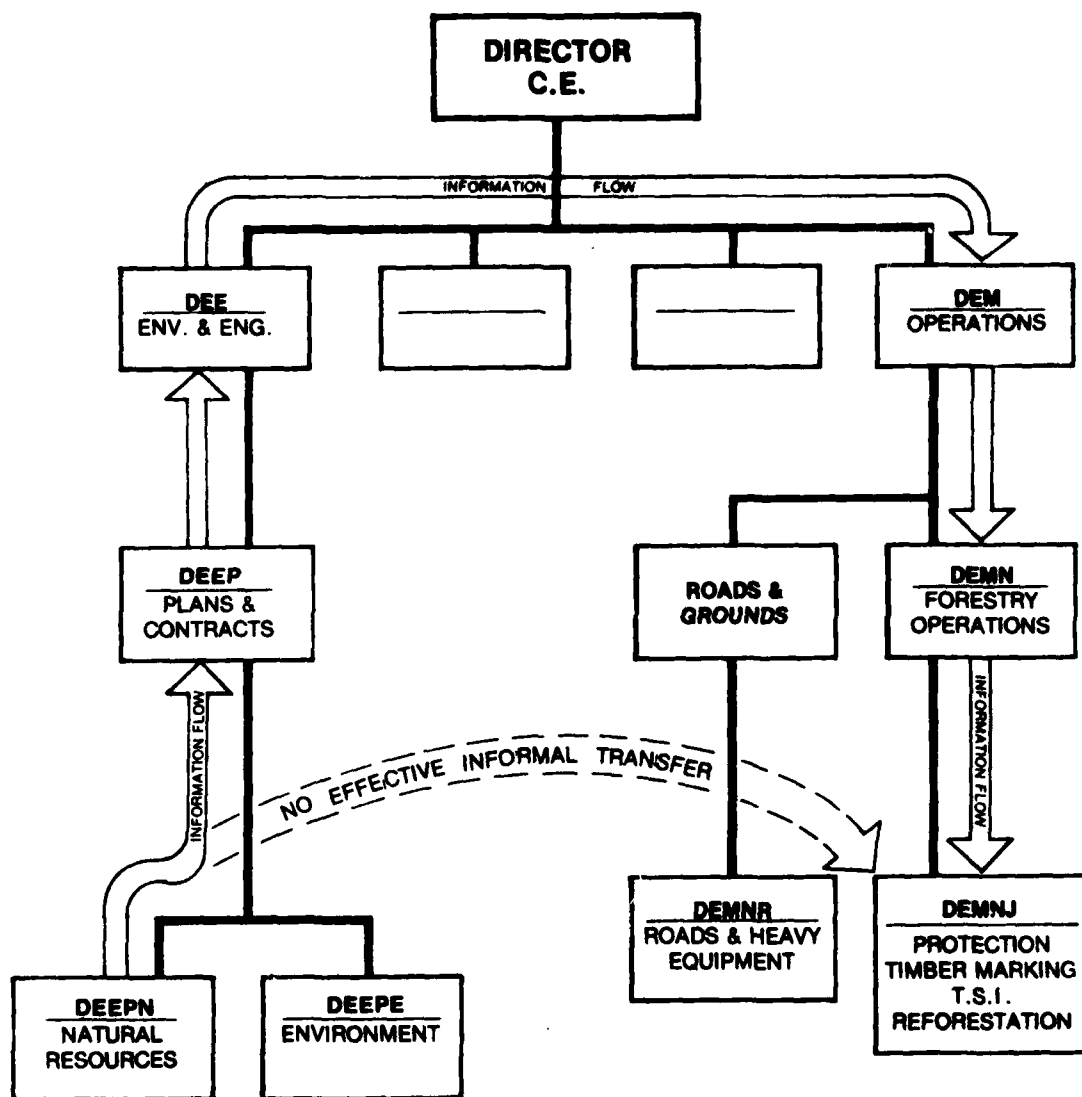 DIRECTOR
C.E.
INFORMATION FLOW
DEE
ENV. & ENG.
DEM
OPERATIONS
DEEP
PLANS &
CONTRACTS
ROADS &
GROUNDS
DEMN
FORESTRY
OPERATIONS
INFORMATION FLOW
INFORMATION FLOW
NO EFFECTIVE INFORMAL TRANSFER
DEMNR
ROADS & HEAVY
EQUIPMENT
DEMNJ
PROTECTION
TIMBER MARKING
T.S.I.
REFORESTATION
DEEPN
NATURAL
RESOURCES
DEEPE
ENVIRONMENT